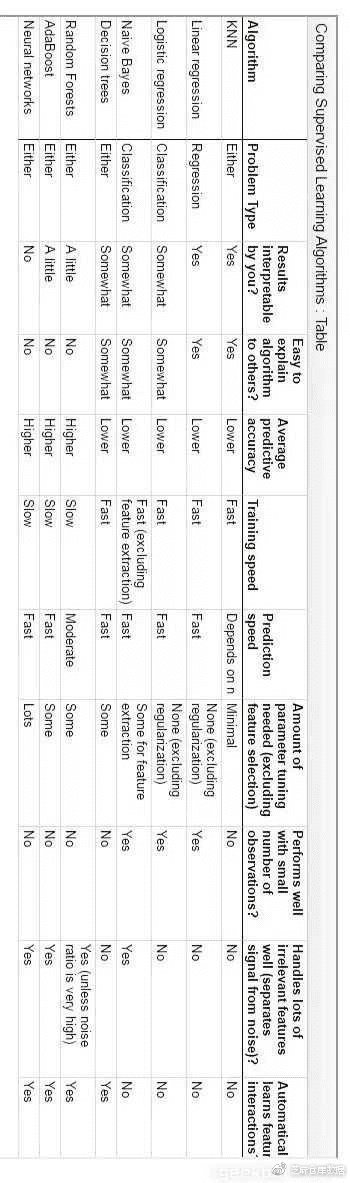 Comparing Supervised Learning Algorithms : Table
Algorithm Problem Type Results interpretable by you? Easy to explain algorithm to others? Average predictive accuracy Training speed Prediction speed Amount of parameter tuning needed (excluding feature selection) Performs well with small number of observations? Handles lots of irrelevant features well (separates signal from noise)? Automatical learns featur interactions
KNN Either Yes Yes Lower Fast Depends on n Minimal No No No
Linear regression Regression Yes Yes Lower Fast Fast None (excluding regularization) Yes No No
Logistic regression Classification Somewhat Somewhat Lower Fast Fast None (excluding regularization) Yes No No
Naive Bayes Classification Somewhat Somewhat Lower Fast (excluding feature extraction) Fast Some for feature extraction Yes Yes No
Decision trees Either Somewhat Somewhat Lower Fast Fast Some No No Yes
Random Forests Either A little No Higher Slow Moderate Some No Yes (unless noise ratio is very high) Yes
AdaBoost Either A little No Higher Slow Fast Some No Yes Yes
Neural networks Either No No Higher Slow Fast Lots No Yes Yes